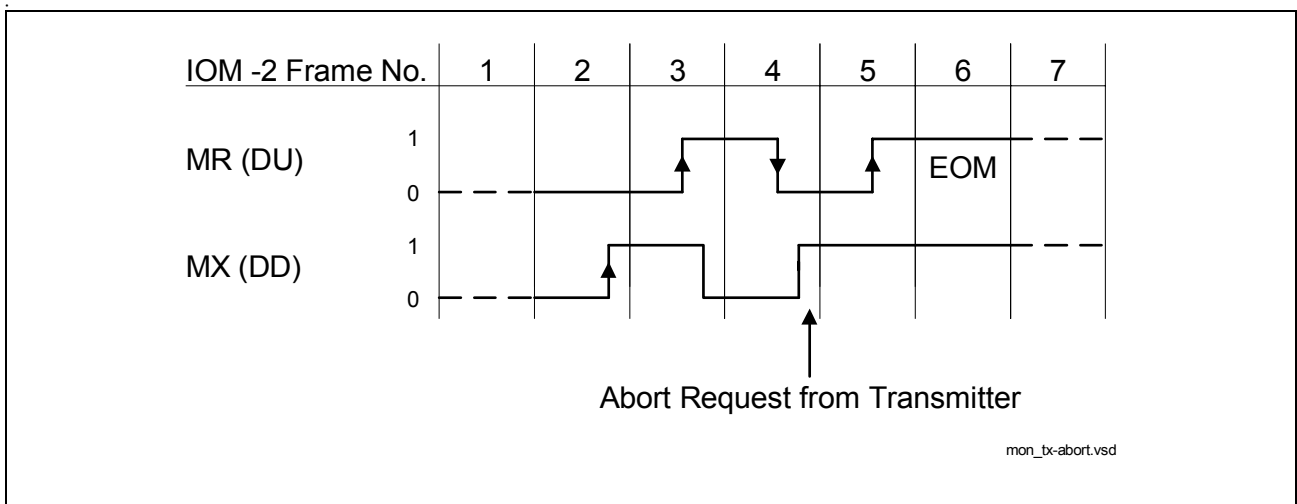 IOM -2 Frame No. 1 2 3 4 5 6 7
1
MR (DU)
EOM
0
1
MX (DD)
0
Abort Request from Transmitter
mon_tx-abort.vsd